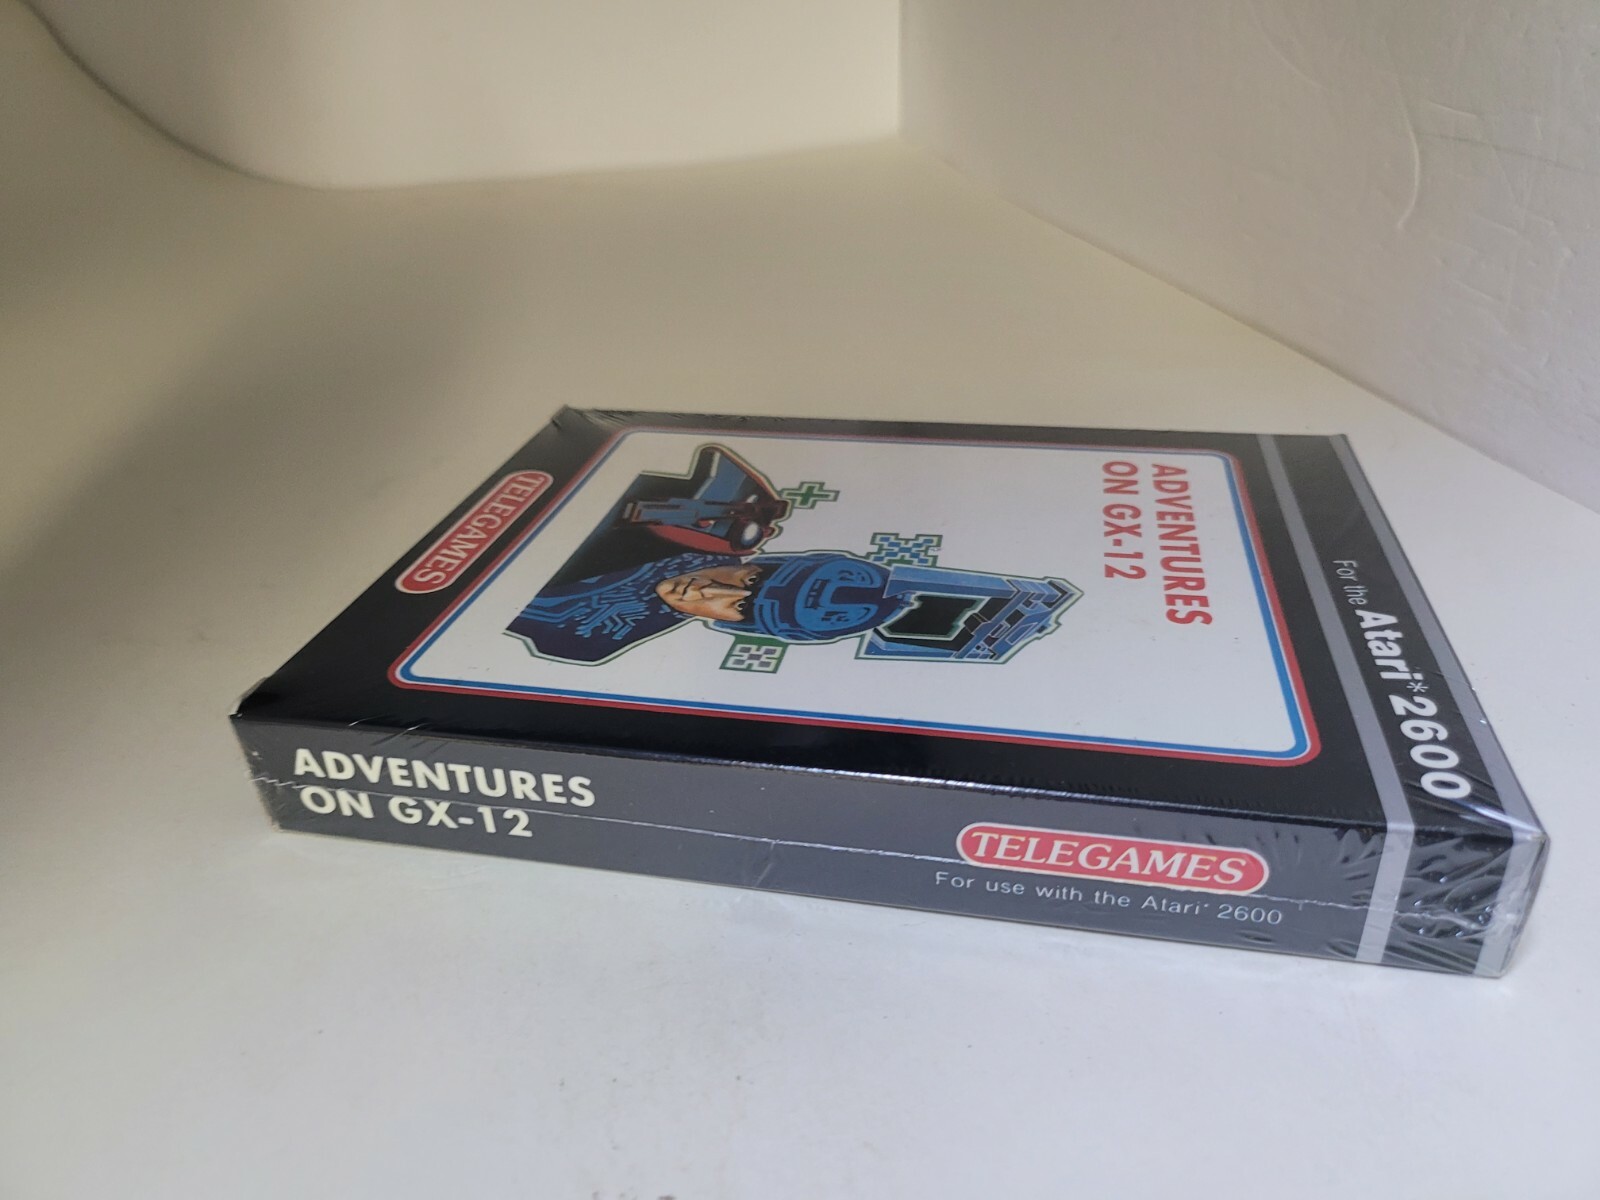 For the Atari* 2600
ADVENTURES
ON GX-12
TELEGAMES
ADVENTURES
ON GX-12
TELEGAMES
For use with the Atari* 2600